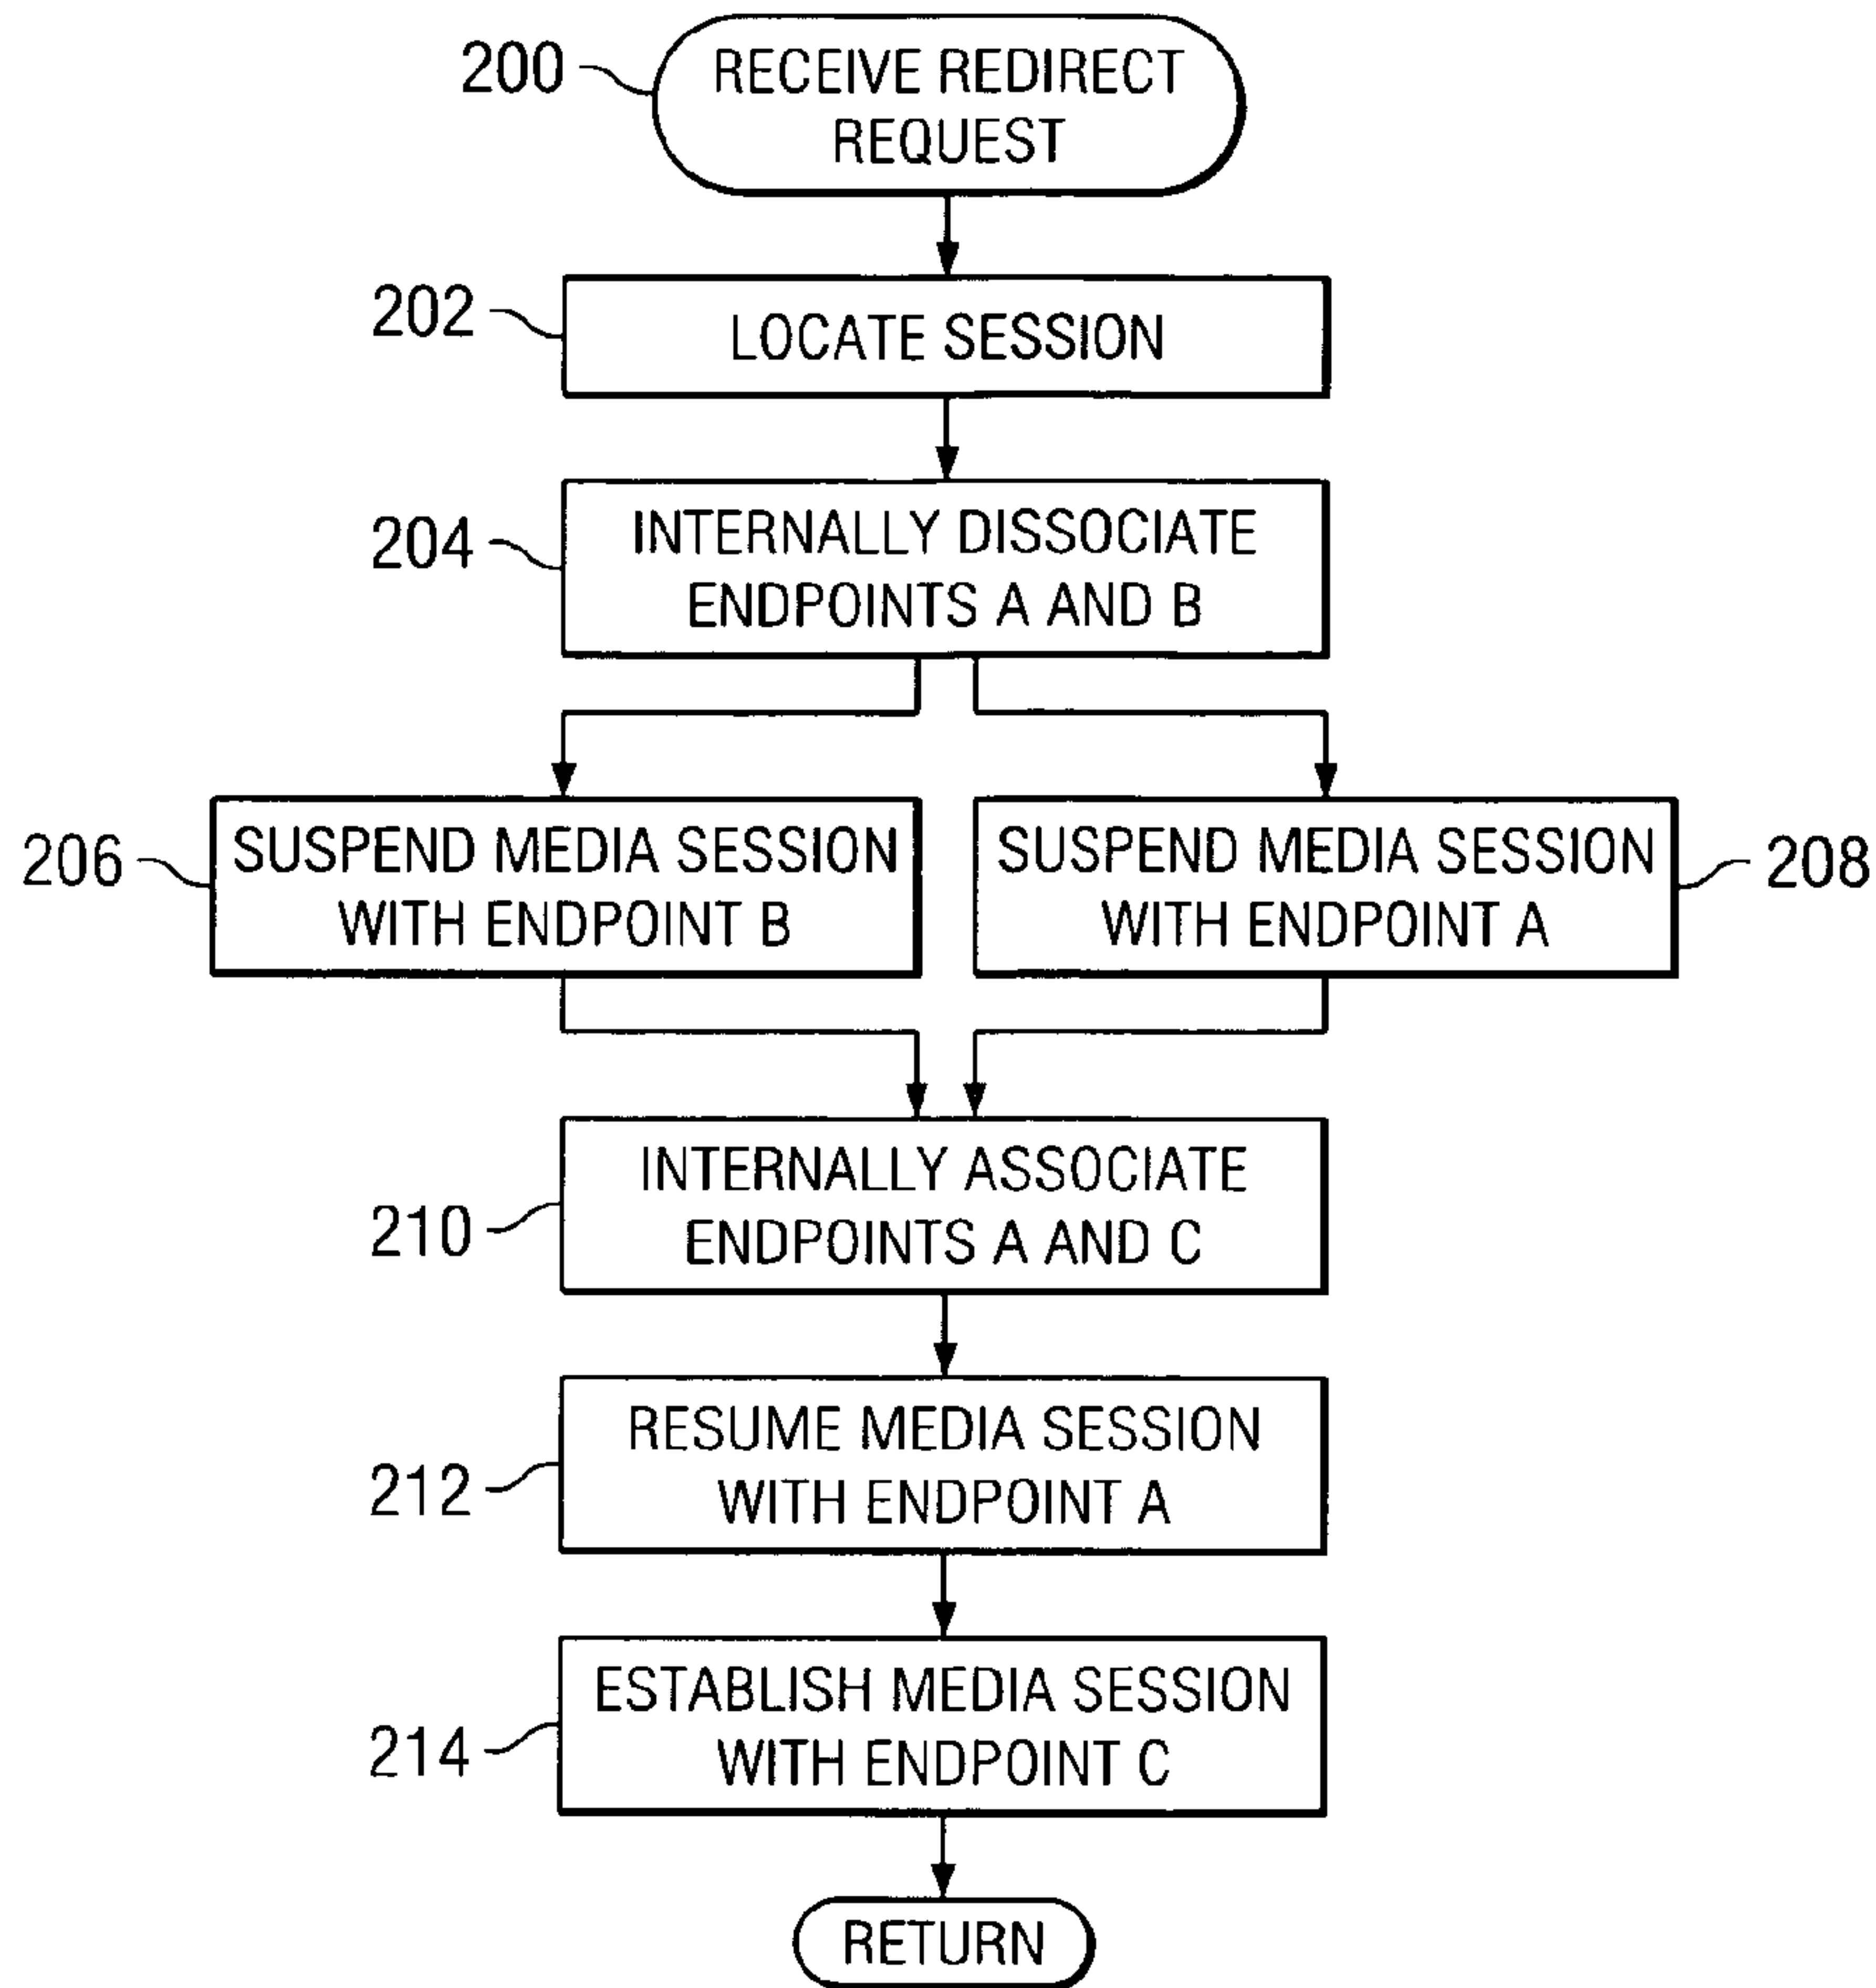 200
RECEIVE REDIRECT
REQUEST
202
LOCATE SESSION
204
INTERNALLY DISSOCIATE
ENDPOINTS A AND B
206
SUSPEND MEDIA SESSION
WITH ENDPOINT B
SUSPEND MEDIA SESSION
WITH ENDPOINT A
208
210
INTERNALLY ASSOCIATE
ENDPOINTS A AND C
212
RESUME MEDIA SESSION
WITH ENDPOINT A
214
ESTABLISH MEDIA SESSION
WITH ENDPOINT C
RETURN